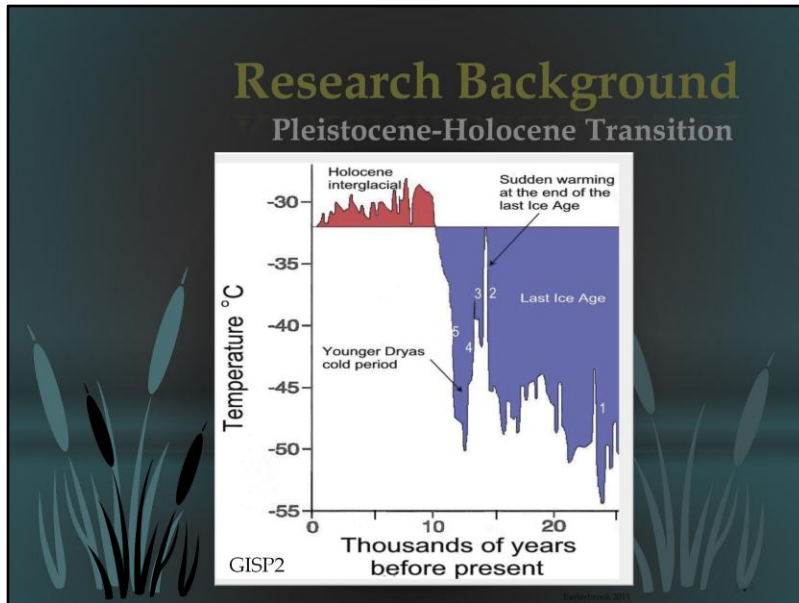 Research Background
Pleistocene-Holocene Transition
Holocene
interglacial
Sudden warming
at the end of the
last Ice Age
-30
-35
-40
-45
-50
-55
Temperature °C
3
2
Last Ice Age
5
4
Younger Dryas
cold period
1
0
10
20
Thousands of years
before present
GISP2
Easterbrook 2011